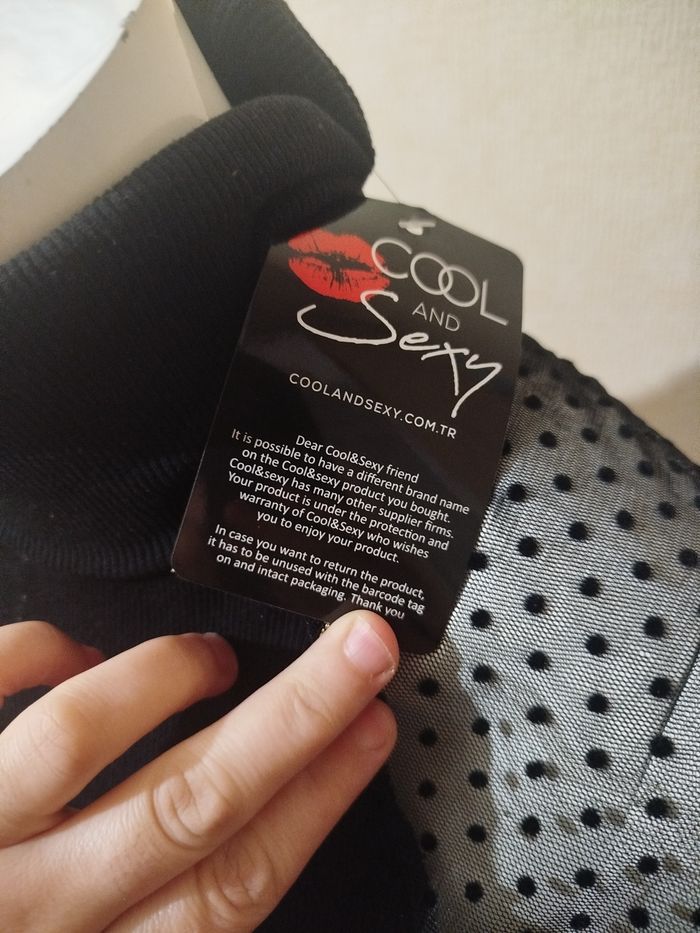 COOL
AND
Sexy
COOLANDSEXY.COM.TR
Dear Cool&Sexy friend
It is possible to have a different brand name
on the Cool&sexy product you bought.
Cool&sexy has many other supplier firms.
Your product is under the protection and
warranty of Cool&Sexy who wishes
you to enjoy your product.
In case you want to return the product,
it has to be unused with the barcode tag
on and intact packaging. Thank you